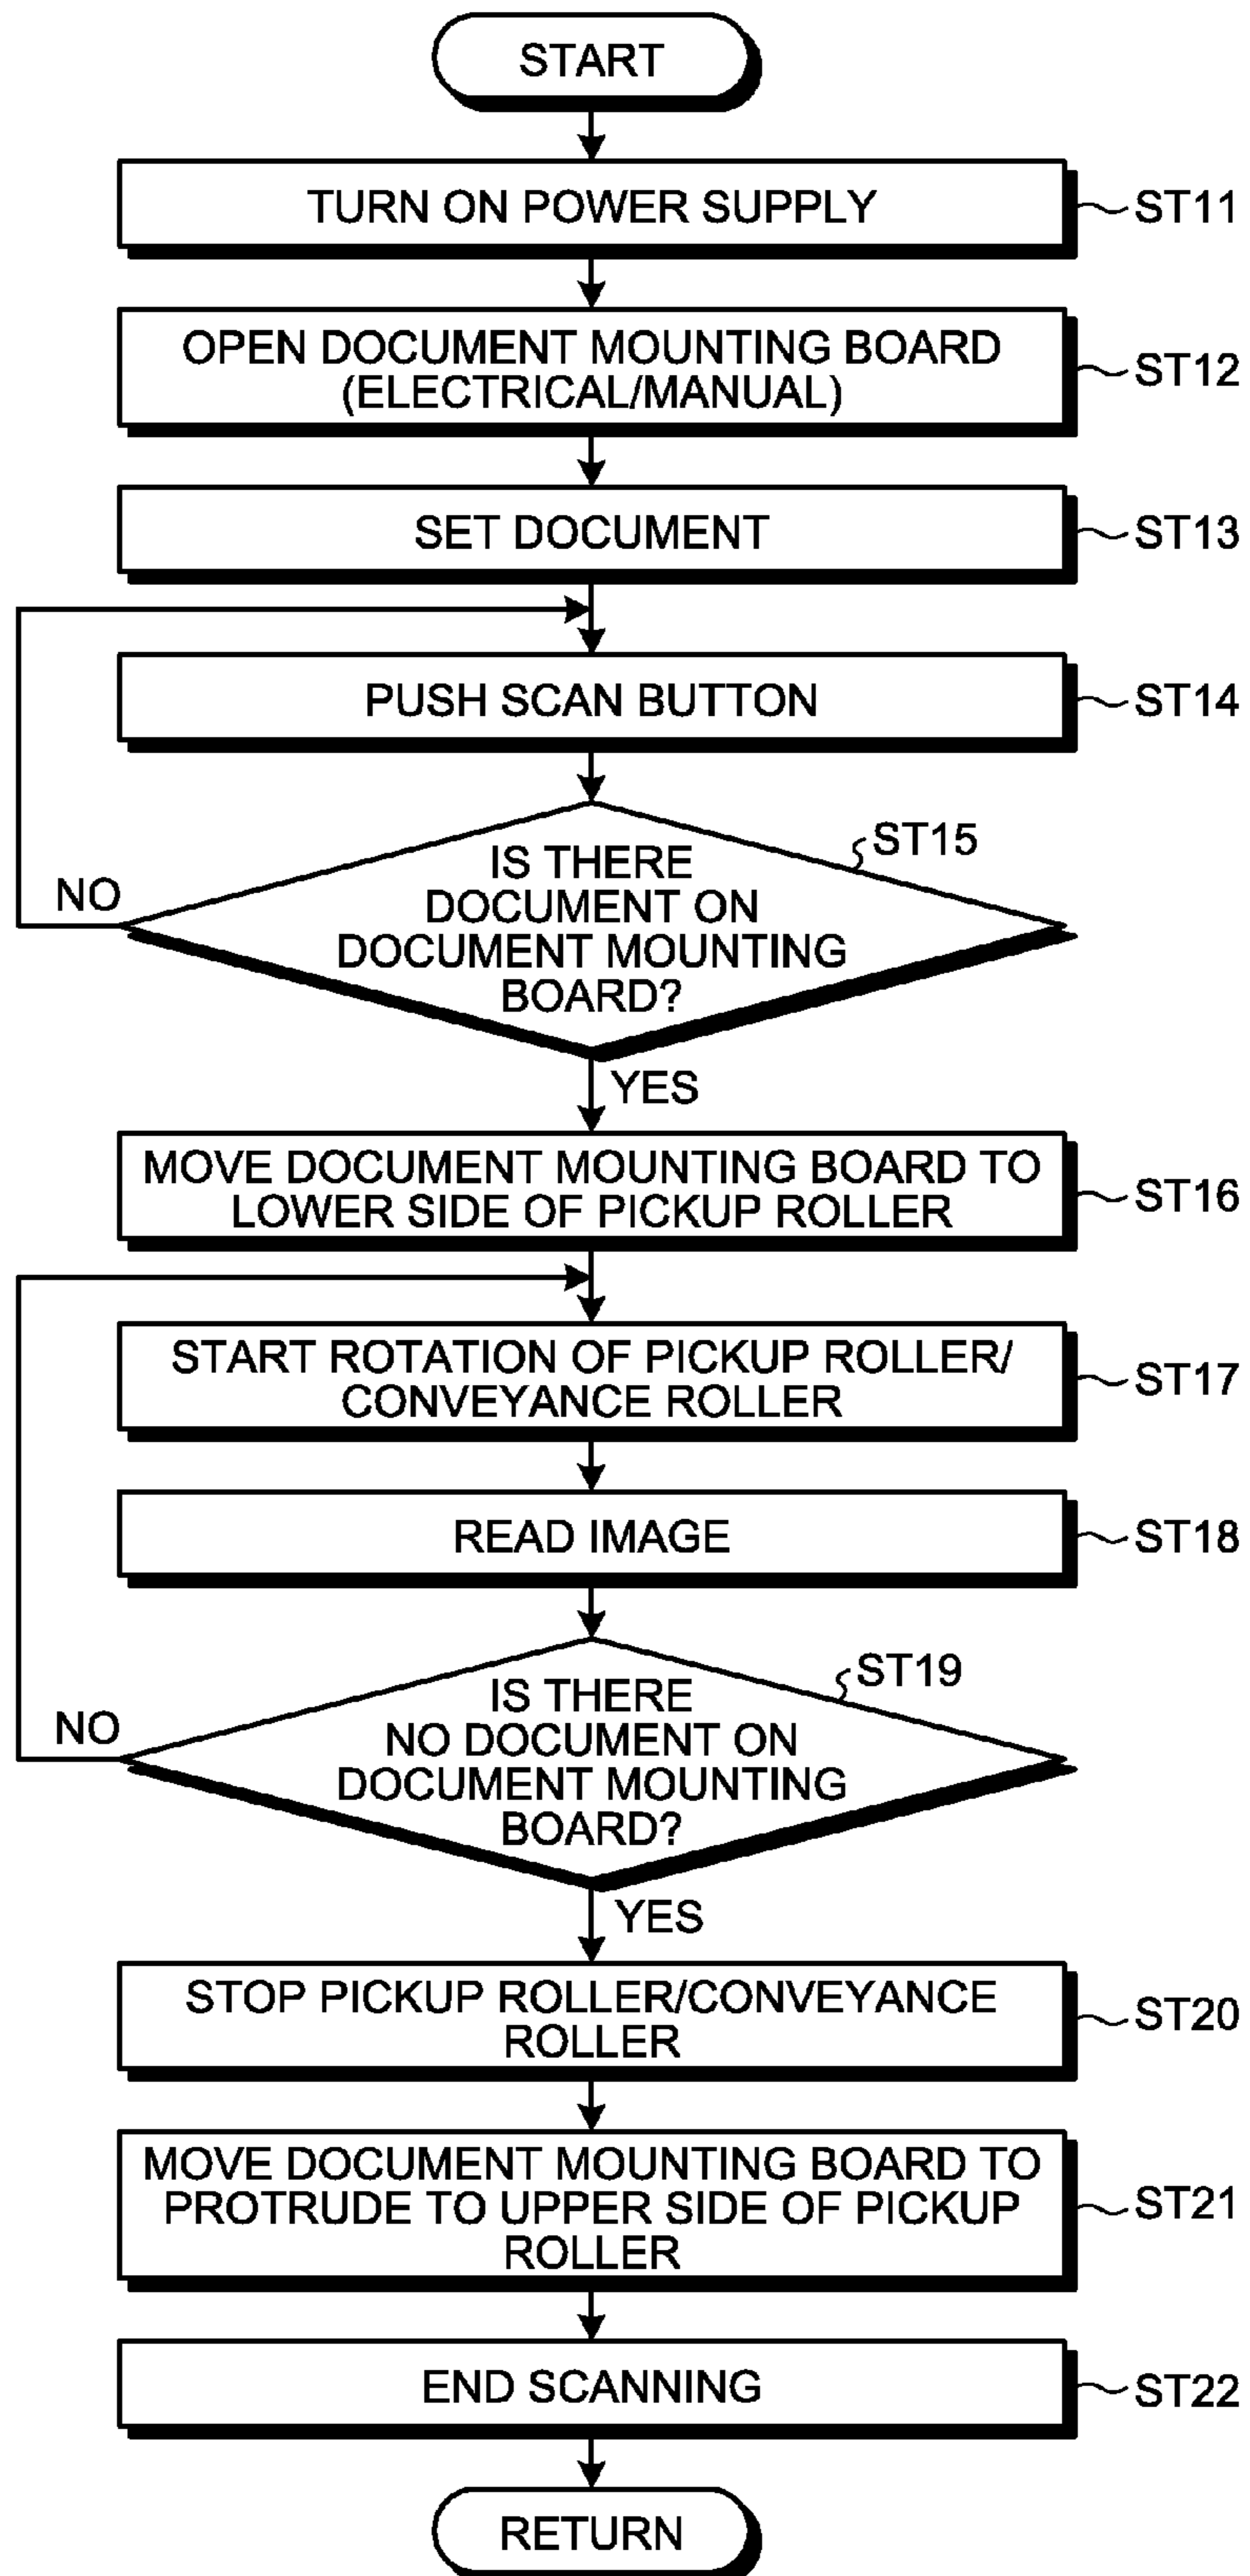 START
TURN ON POWER SUPPLY
ST11
OPEN DOCUMENT MOUNTING BOARD
(ELECTRICAL/MANUAL)
ST12
SET DOCUMENT
ST13
PUSH SCAN BUTTON
ST14
ST15
IS THERE
DOCUMENT ON
DOCUMENT MOUNTING
BOARD?
NO
YES
MOVE DOCUMENT MOUNTING BOARD TO
LOWER SIDE OF PICKUP ROLLER
ST16
START ROTATION OF PICKUP ROLLER/
CONVEYANCE ROLLER
ST17
READ IMAGE
ST18
ST19
IS THERE
NO DOCUMENT ON
DOCUMENT MOUNTING
BOARD?
NO
YES
STOP PICKUP ROLLER/CONVEYANCE
ROLLER
ST20
MOVE DOCUMENT MOUNTING BOARD TO
PROTRUDE TO UPPER SIDE OF PICKUP
ROLLER
ST21
END SCANNING
ST22
RETURN